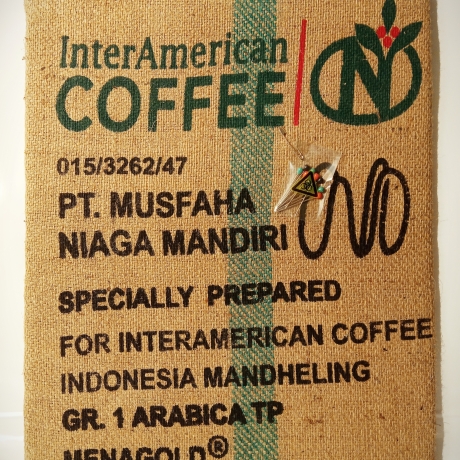 InterAmerican
COFFEE
N
015/3262/47
PT. MUSFAHA
NIAGA MANDIRI
SPECIALLY PREPARED
FOR INTERAMERICAN COFFEE
INDONESIA MANDHELING
GR. 1 ARABICA TP
MENAGOLD®